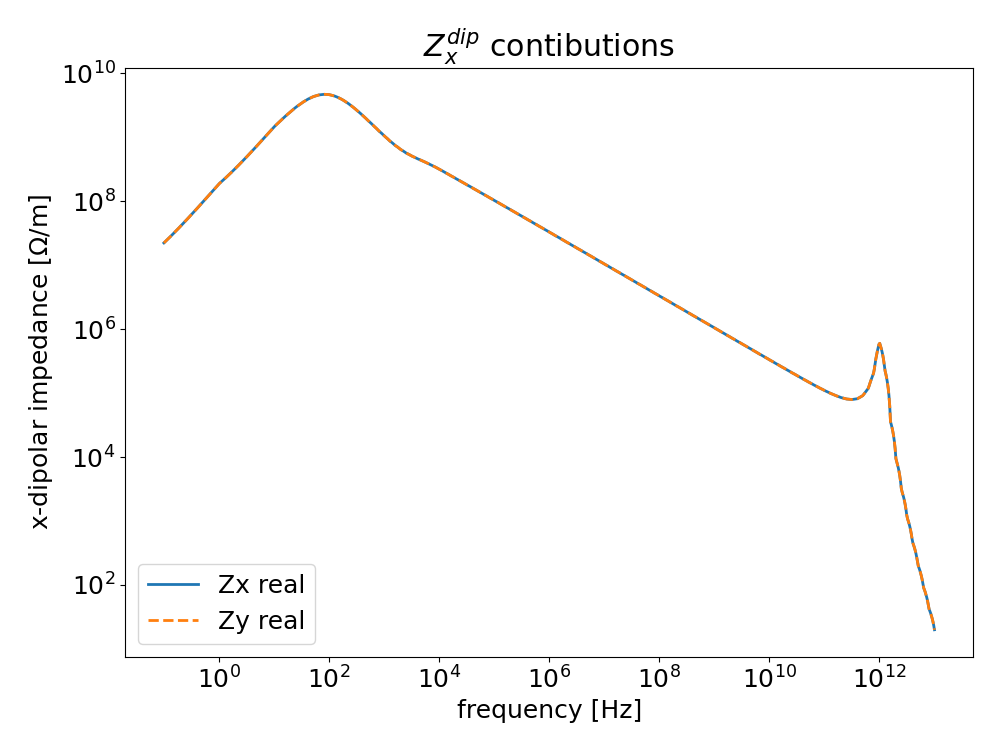 $Z_x^{dip}$ contibutions
x-dipolar impedance [Ω/m]
10^10
10^8
10^6
10^4
10^2
Zx real
Zy real
10^0 10^2 10^4 10^6 10^8 10^10 10^12
frequency [Hz]